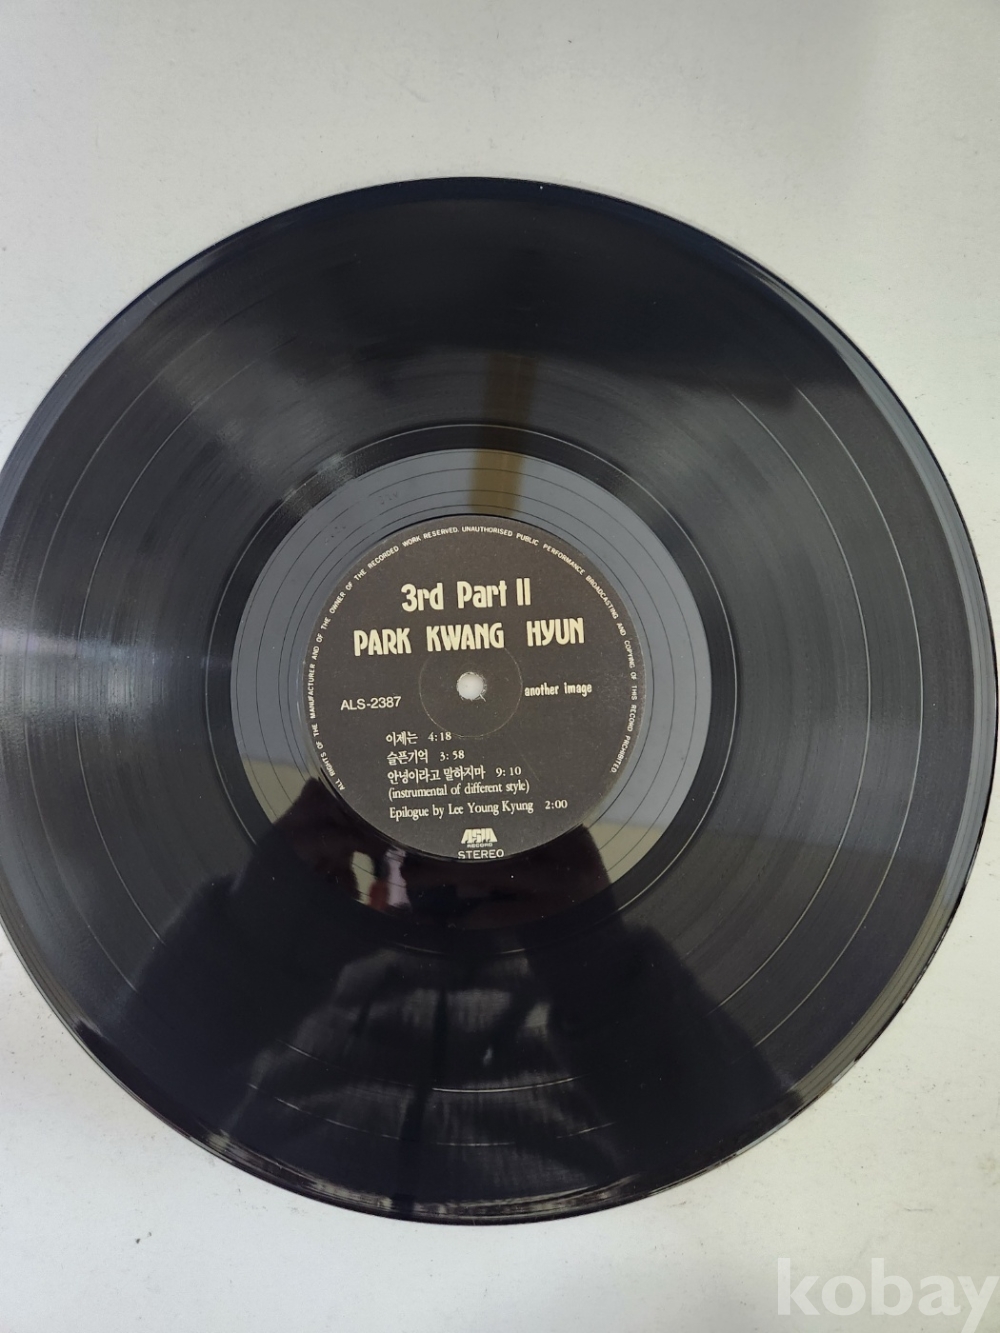 ALL RIGHTS OF THE MANUFACTURER AND OF THE OWNER OF THE RECORDED WORK RESERVED. UNAUTHORISED PUBLIC PERFORMANCE BROADCASTING AND COPYING OF THIS RECORD PROHIBITED
3rd Part II
PARK KWANG HYUN
another image
ALS-2387
이제는 4:18
슬픈기억 3:58
안녕이라고 말하지마 9:10
(instrumental of different style)
Epilogue by Lee Young Kyung 2:00
ASIA
RECORD
STEREO
kobay